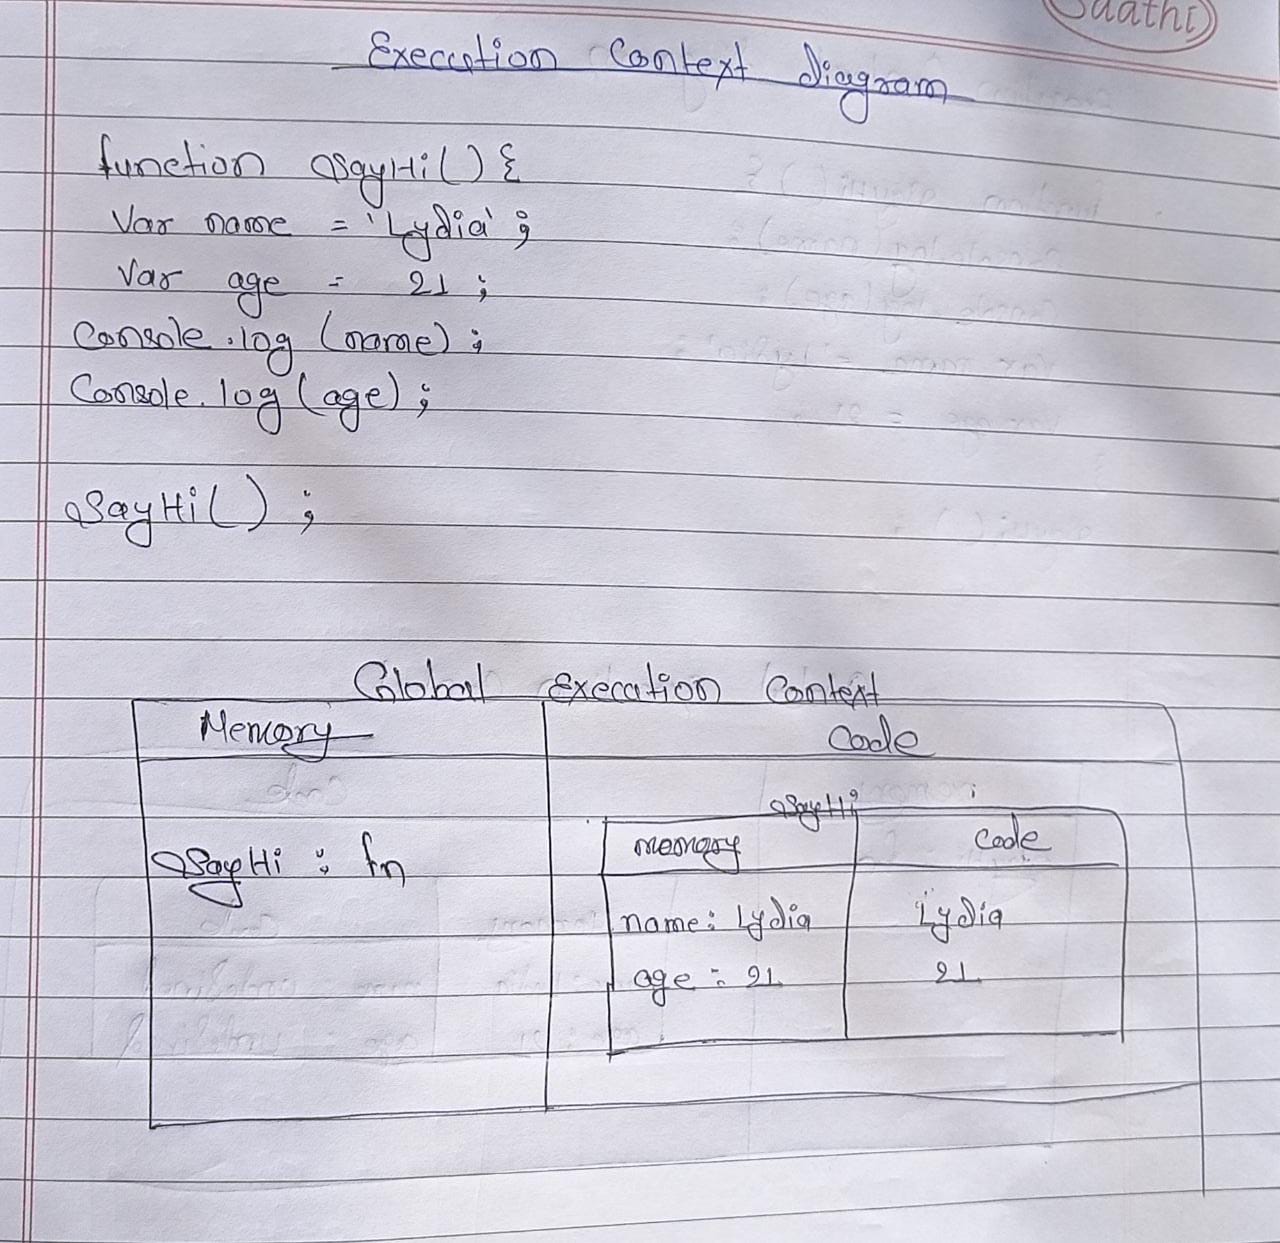 Saathi
Execution Context diagram
function sayHi() {
Var name = 'Lydia';
Var age = 21;
Console.log (name);
Console.log (age);
SayHi();
Global Execution Context
Memory Code
SayHi : fn
SayHi
memory Code
name: Lydia Lydia
age : 21 21